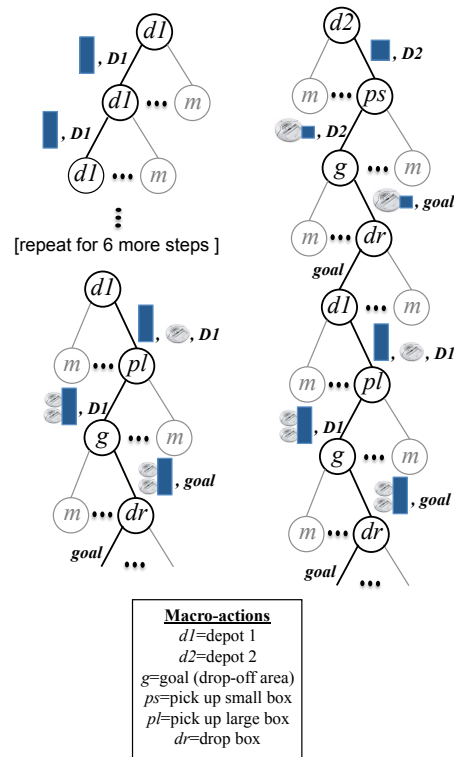 d1
, D1
d1
m
, D1
d1
m
[repeat for 6 more steps ]
d1
, , D1
m
pl
, D1
g
m
, goal
m
dr
goal
d2
, D2
m
ps
, D2
g
m
, goal
m
dr
goal
d1
m
, , D1
m
pl
, D1
g
m
, goal
m
dr
goal
Macro-actions
d1=depot 1
d2=depot 2
g=goal (drop-off area)
ps=pick up small box
pl=pick up large box
dr=drop box